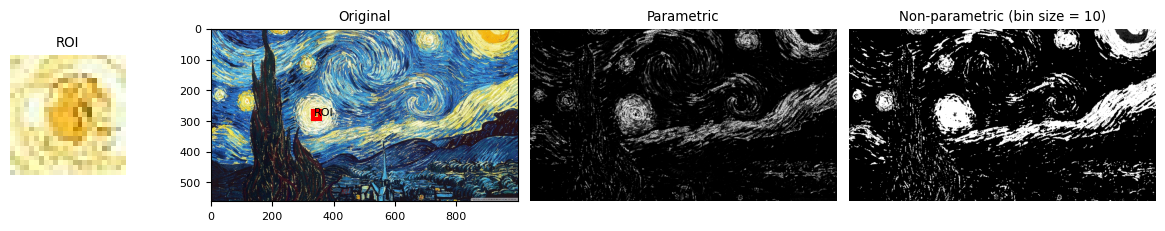 ROI
Original
Parametric
Non-parametric (bin size = 10)
0
100
200
300
400
500
0
200
400
600
800
ROI